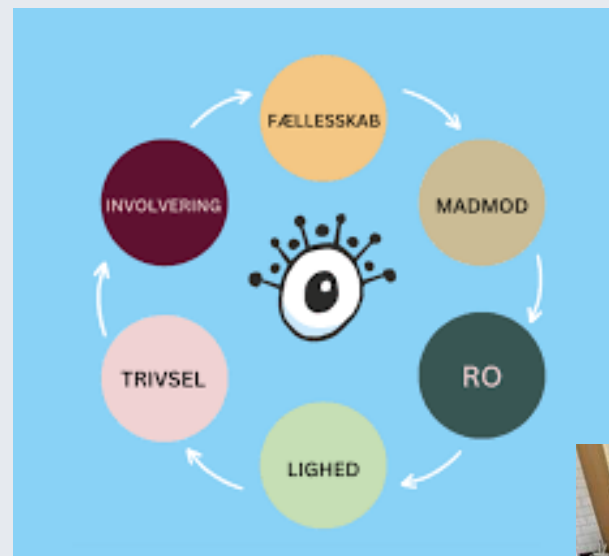 FÆLLESSKAB
MADMOD
RO
LIGHED
TRIVSEL
INVOLVERING